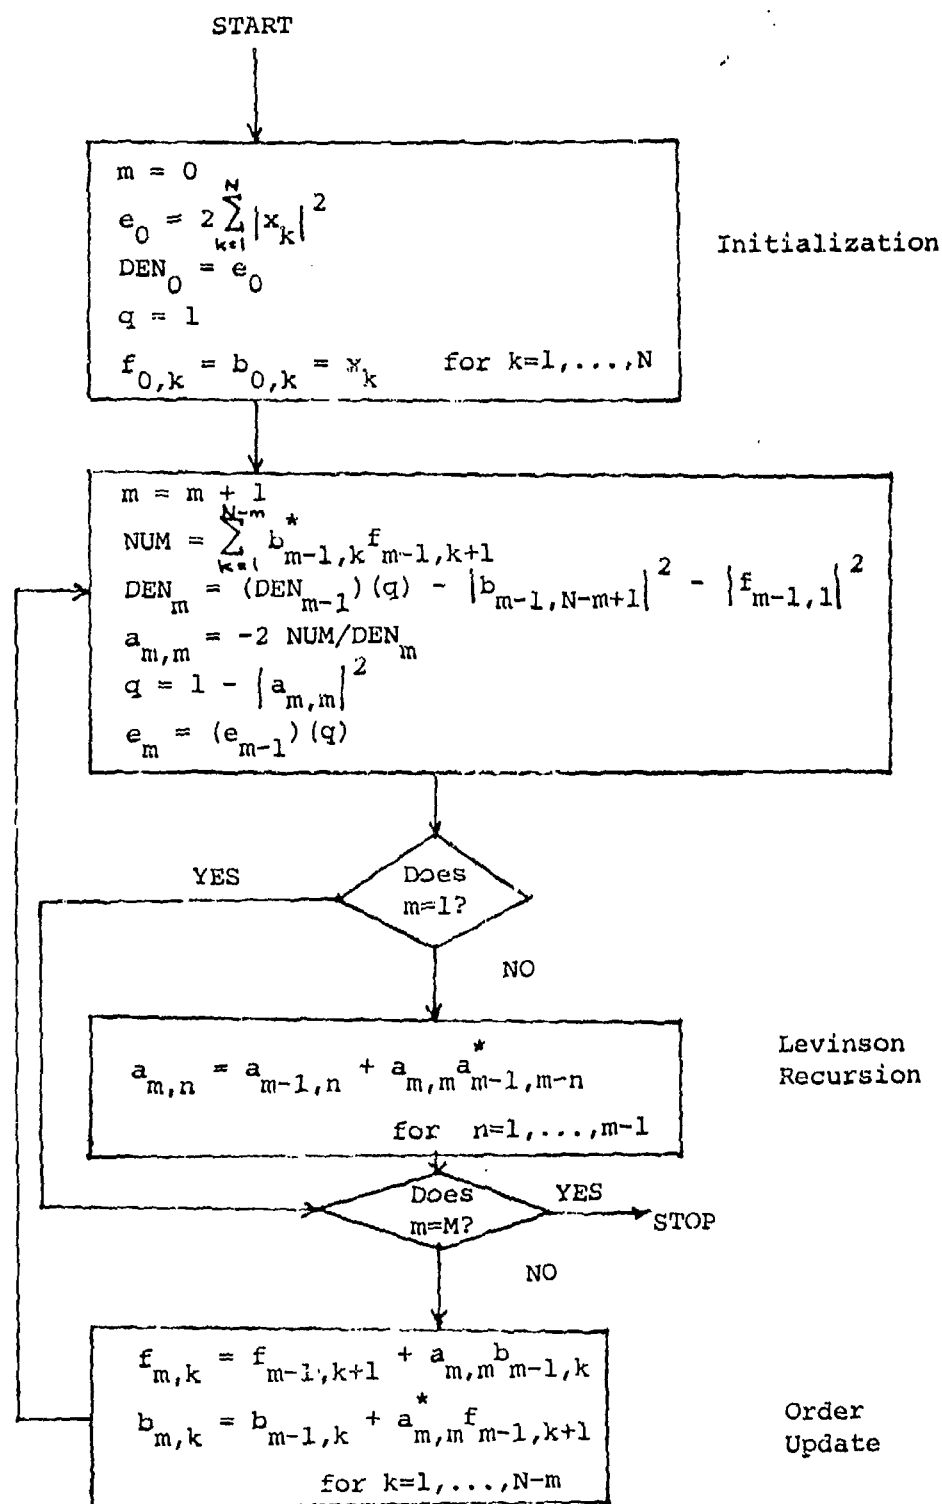 START
m = 0
e_0 = 2 ∑_{k=1}^{N} |x_k|^2
DEN_0 = e_0
q = 1
f_{0,k} = b_{0,k} = x_k for k=1,...,N
Initialization
m = m + 1
NUM = ∑_{k=1}^{N-m} b^*_{m-1,k} f_{m-1,k+1}
DEN_m = (DEN_{m-1})(q) - |b_{m-1,N-m+1}|^2 - |f_{m-1,1}|^2
a_{m,m} = -2 NUM/DEN_m
q = 1 - |a_{m,m}|^2
e_m = (e_{m-1})(q)
YES
Does
m=1?
NO
a_{m,n} = a_{m-1,n} + a_{m,m} a^*_{m-1,m-n}
for n=1,...,m-1
Levinson
Recursion
Does
m=M?
YES
STOP
NO
f_{m,k} = f_{m-1,k+1} + a_{m,m} b_{m-1,k}
b_{m,k} = b_{m-1,k} + a^*_{m,m} f_{m-1,k+1}
for k=1,...,N-m
Order
Update